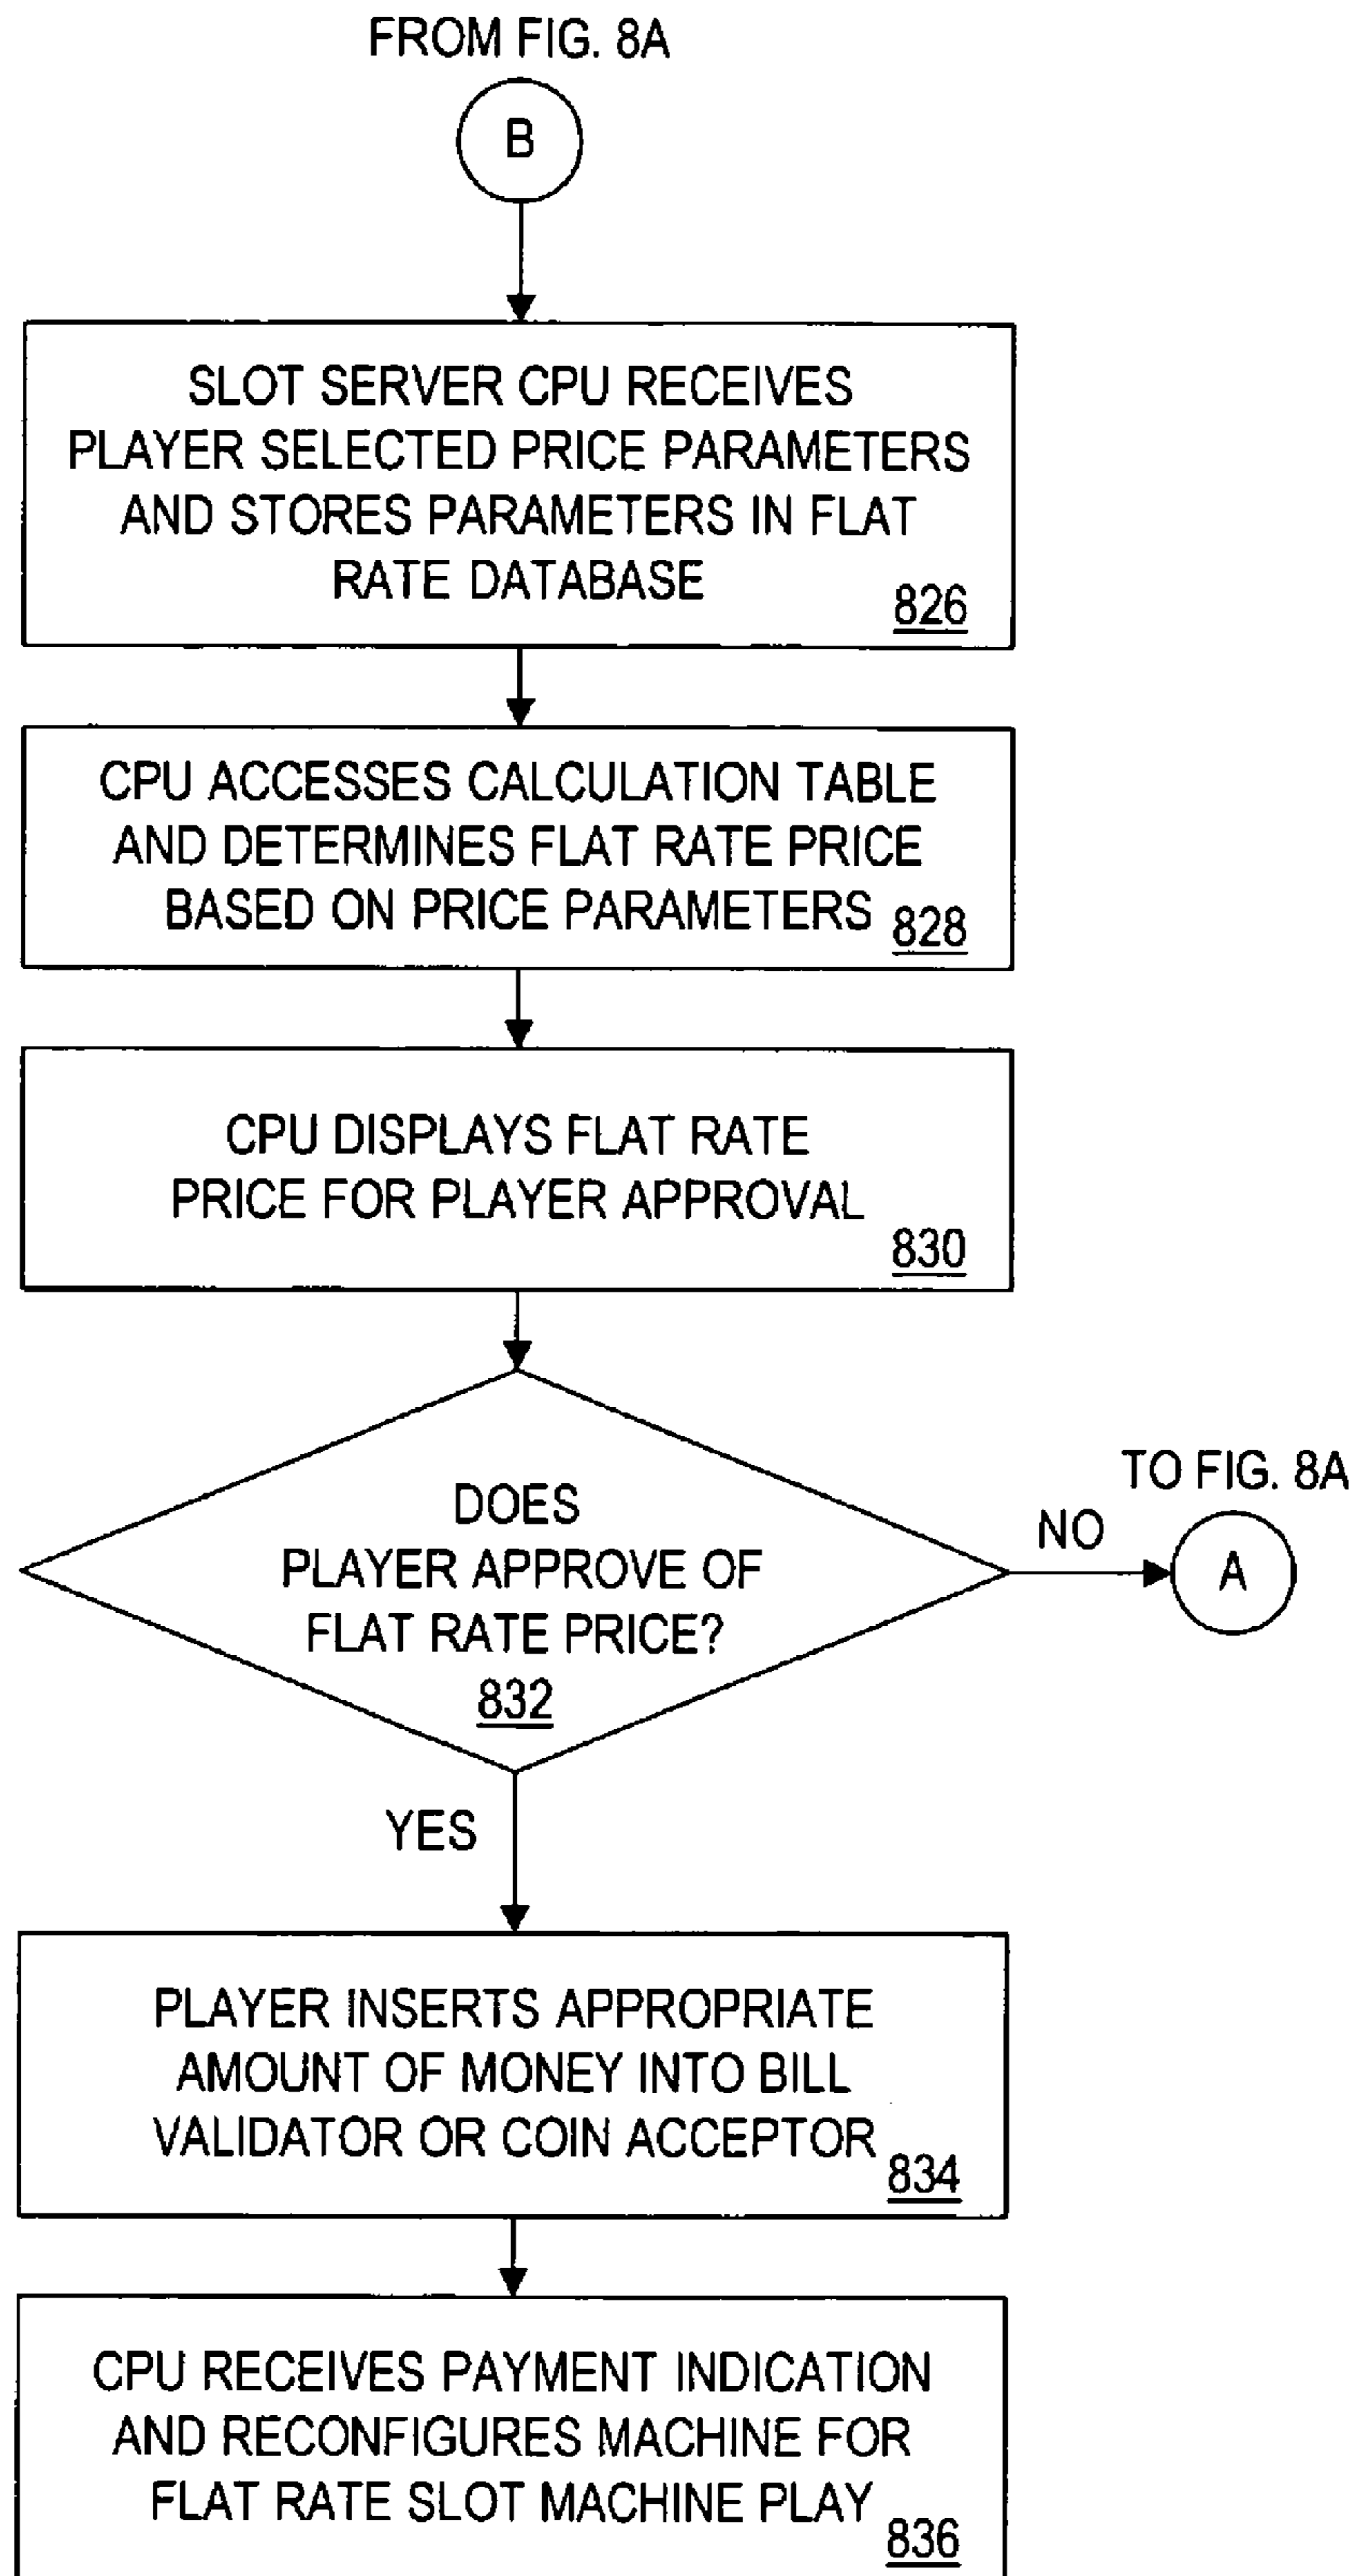 FROM FIG. 8A
B
SLOT SERVER CPU RECEIVES
PLAYER SELECTED PRICE PARAMETERS
AND STORES PARAMETERS IN FLAT
RATE DATABASE
826
CPU ACCESSES CALCULATION TABLE
AND DETERMINES FLAT RATE PRICE
BASED ON PRICE PARAMETERS
828
CPU DISPLAYS FLAT RATE
PRICE FOR PLAYER APPROVAL
830
DOES
PLAYER APPROVE OF
FLAT RATE PRICE?
832
NO
TO FIG. 8A
A
YES
PLAYER INSERTS APPROPRIATE
AMOUNT OF MONEY INTO BILL
VALIDATOR OR COIN ACCEPTOR
834
CPU RECEIVES PAYMENT INDICATION
AND RECONFIGURES MACHINE FOR
FLAT RATE SLOT MACHINE PLAY
836